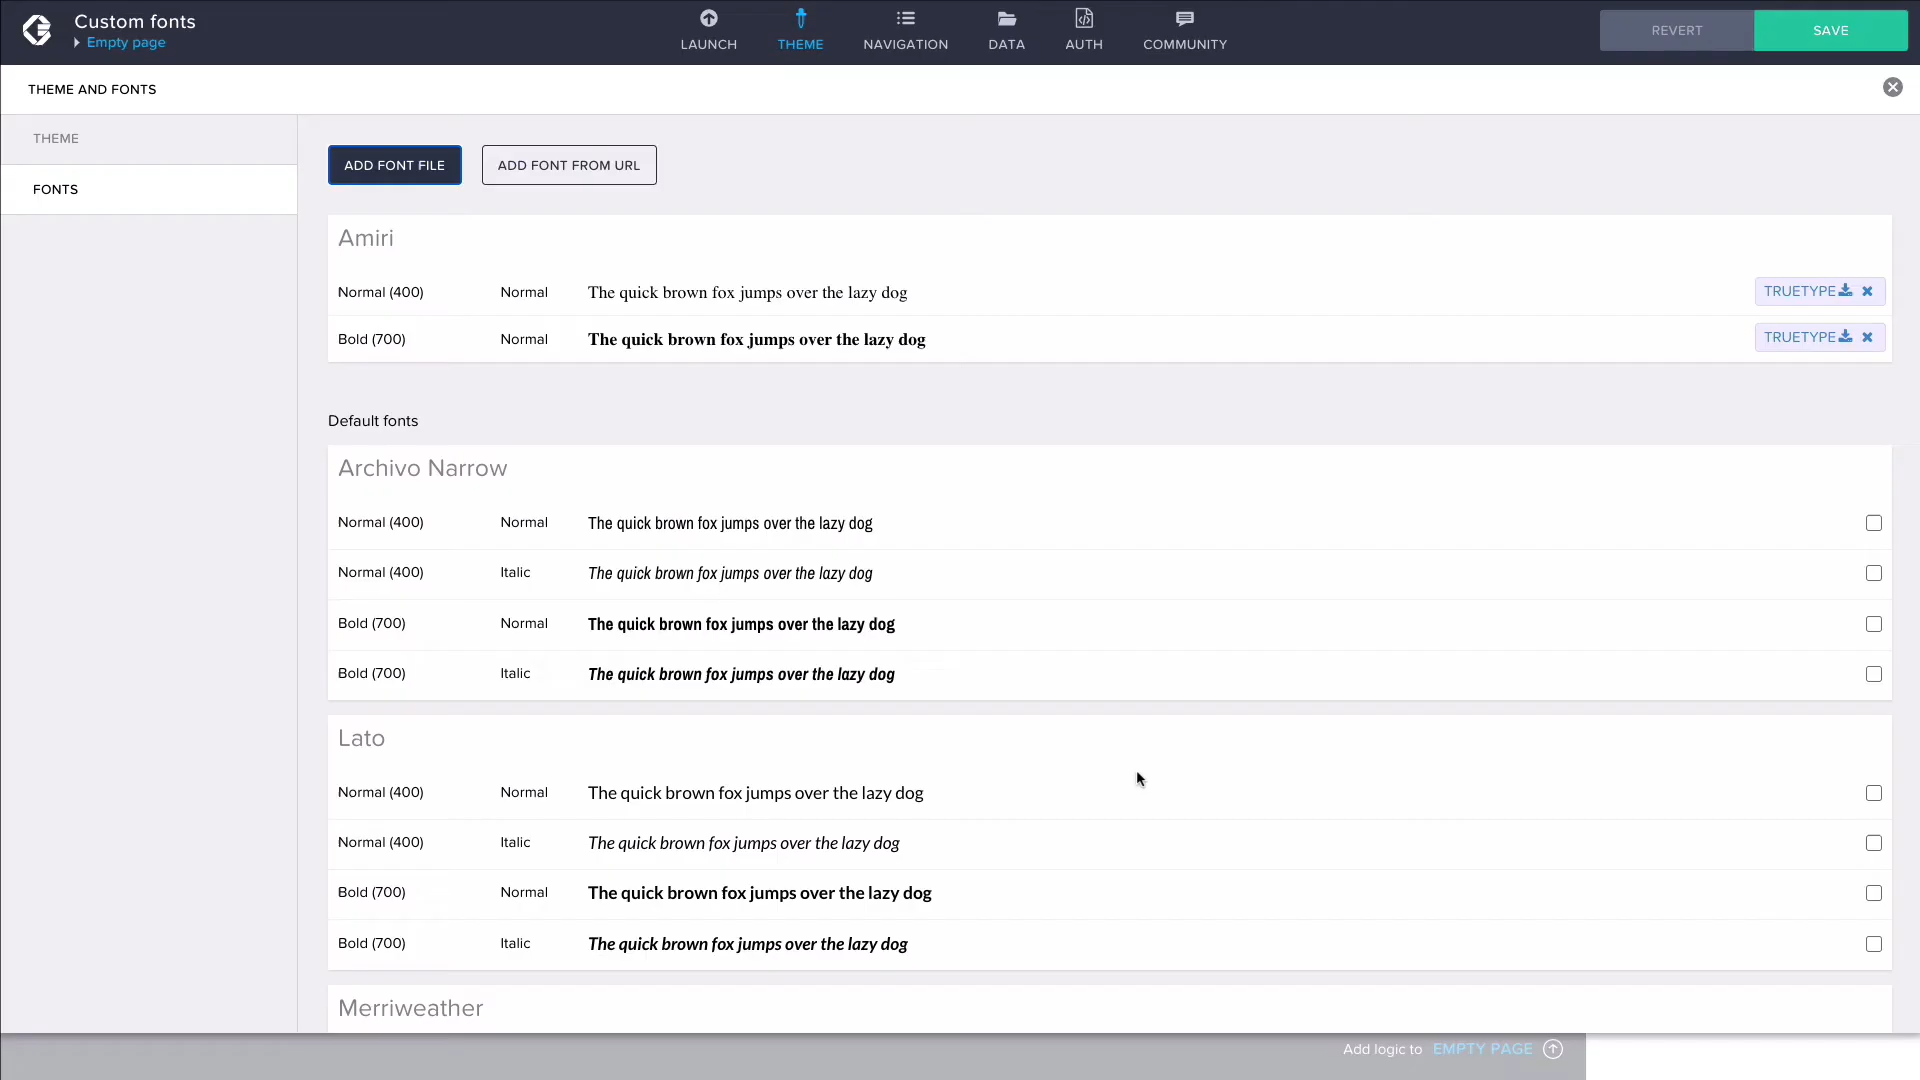 Custom fonts
Empty page
LAUNCH
THEME
NAVIGATION
DATA
AUTH
COMMUNITY
REVERT
SAVE
THEME AND FONTS
THEME
FONTS
ADD FONT FILE
ADD FONT FROM URL
Amiri
Normal (400) Normal The quick brown fox jumps over the lazy dog TRUETYPE
Bold (700) Normal The quick brown fox jumps over the lazy dog TRUETYPE
Default fonts
Archivo Narrow
Normal (400) Normal The quick brown fox jumps over the lazy dog
Normal (400) Italic The quick brown fox jumps over the lazy dog
Bold (700) Normal The quick brown fox jumps over the lazy dog
Bold (700) Italic The quick brown fox jumps over the lazy dog
Lato
Normal (400) Normal The quick brown fox jumps over the lazy dog
Normal (400) Italic The quick brown fox jumps over the lazy dog
Bold (700) Normal The quick brown fox jumps over the lazy dog
Bold (700) Italic The quick brown fox jumps over the lazy dog
Merriweather
Add logic to EMPTY PAGE